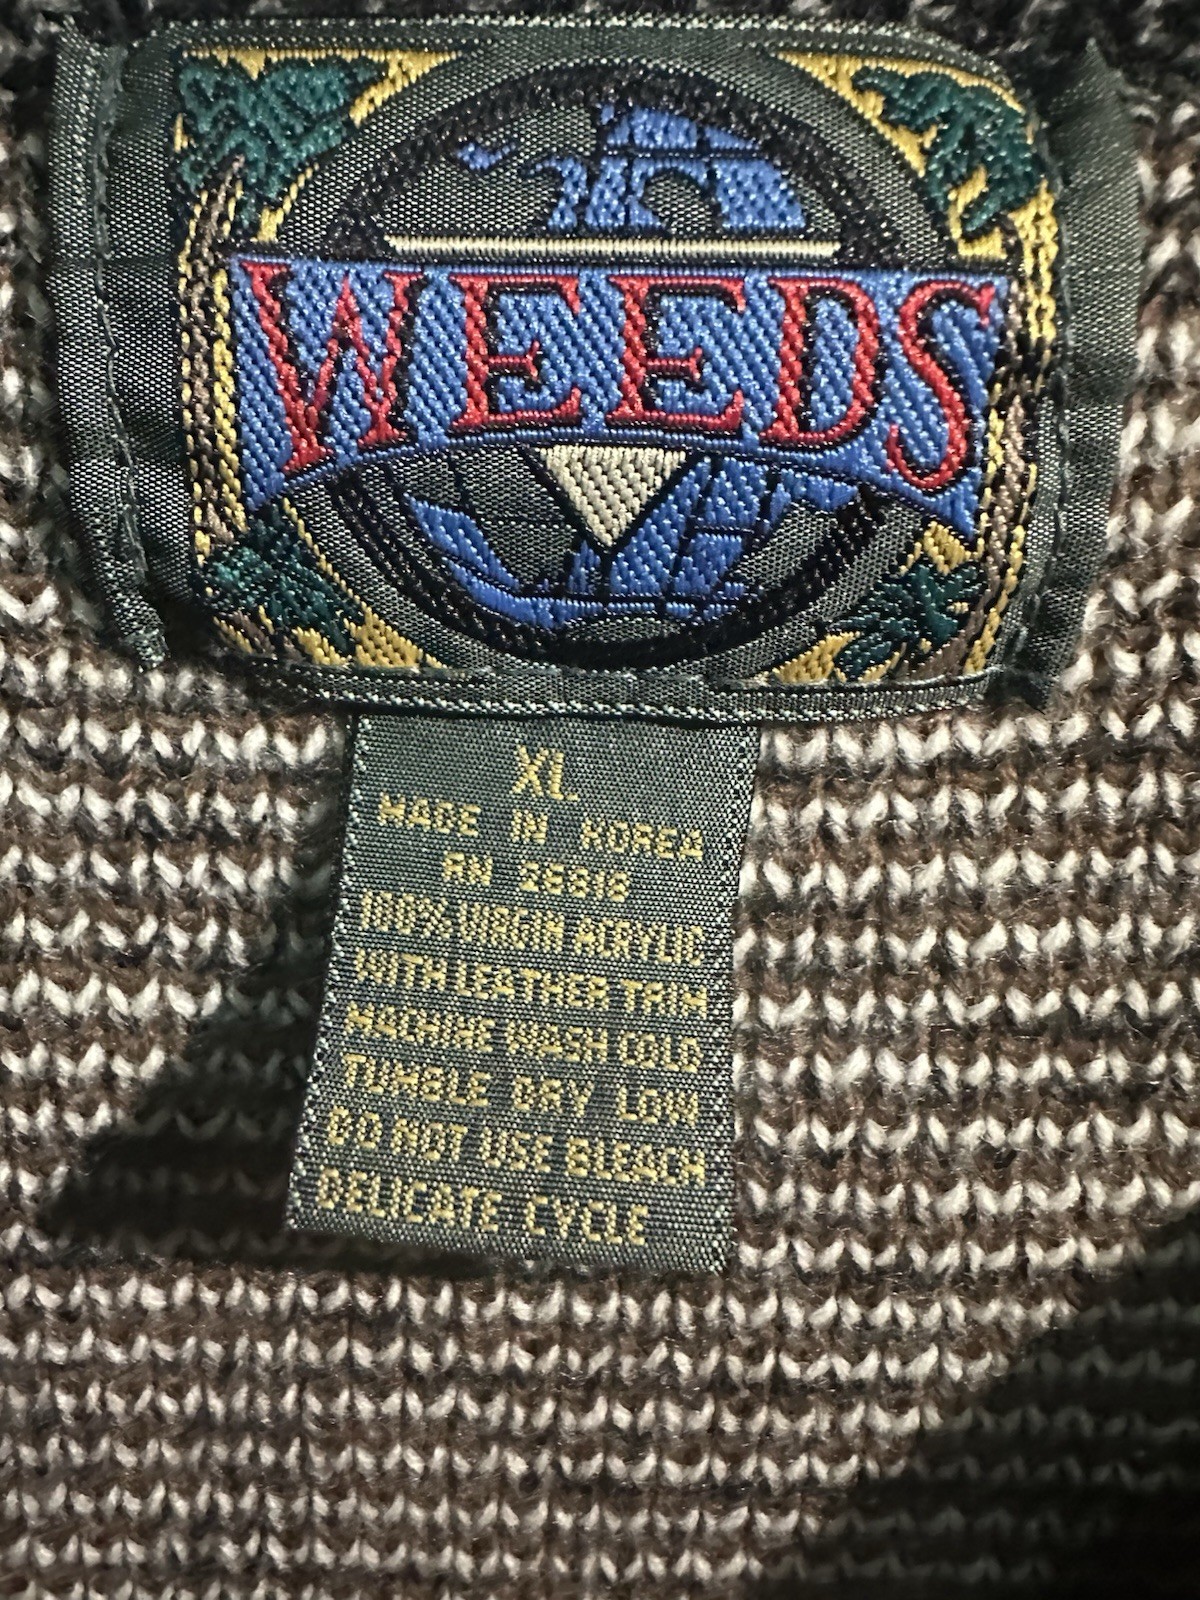 WEEDS
XL
MADE IN KOREA
RN 26618
100% VIRGIN ACRYLIC
WITH LEATHER TRIM
MACHINE WASH COLD
TUMBLE DRY LOW
DO NOT USE BLEACH
DELICATE CYCLE